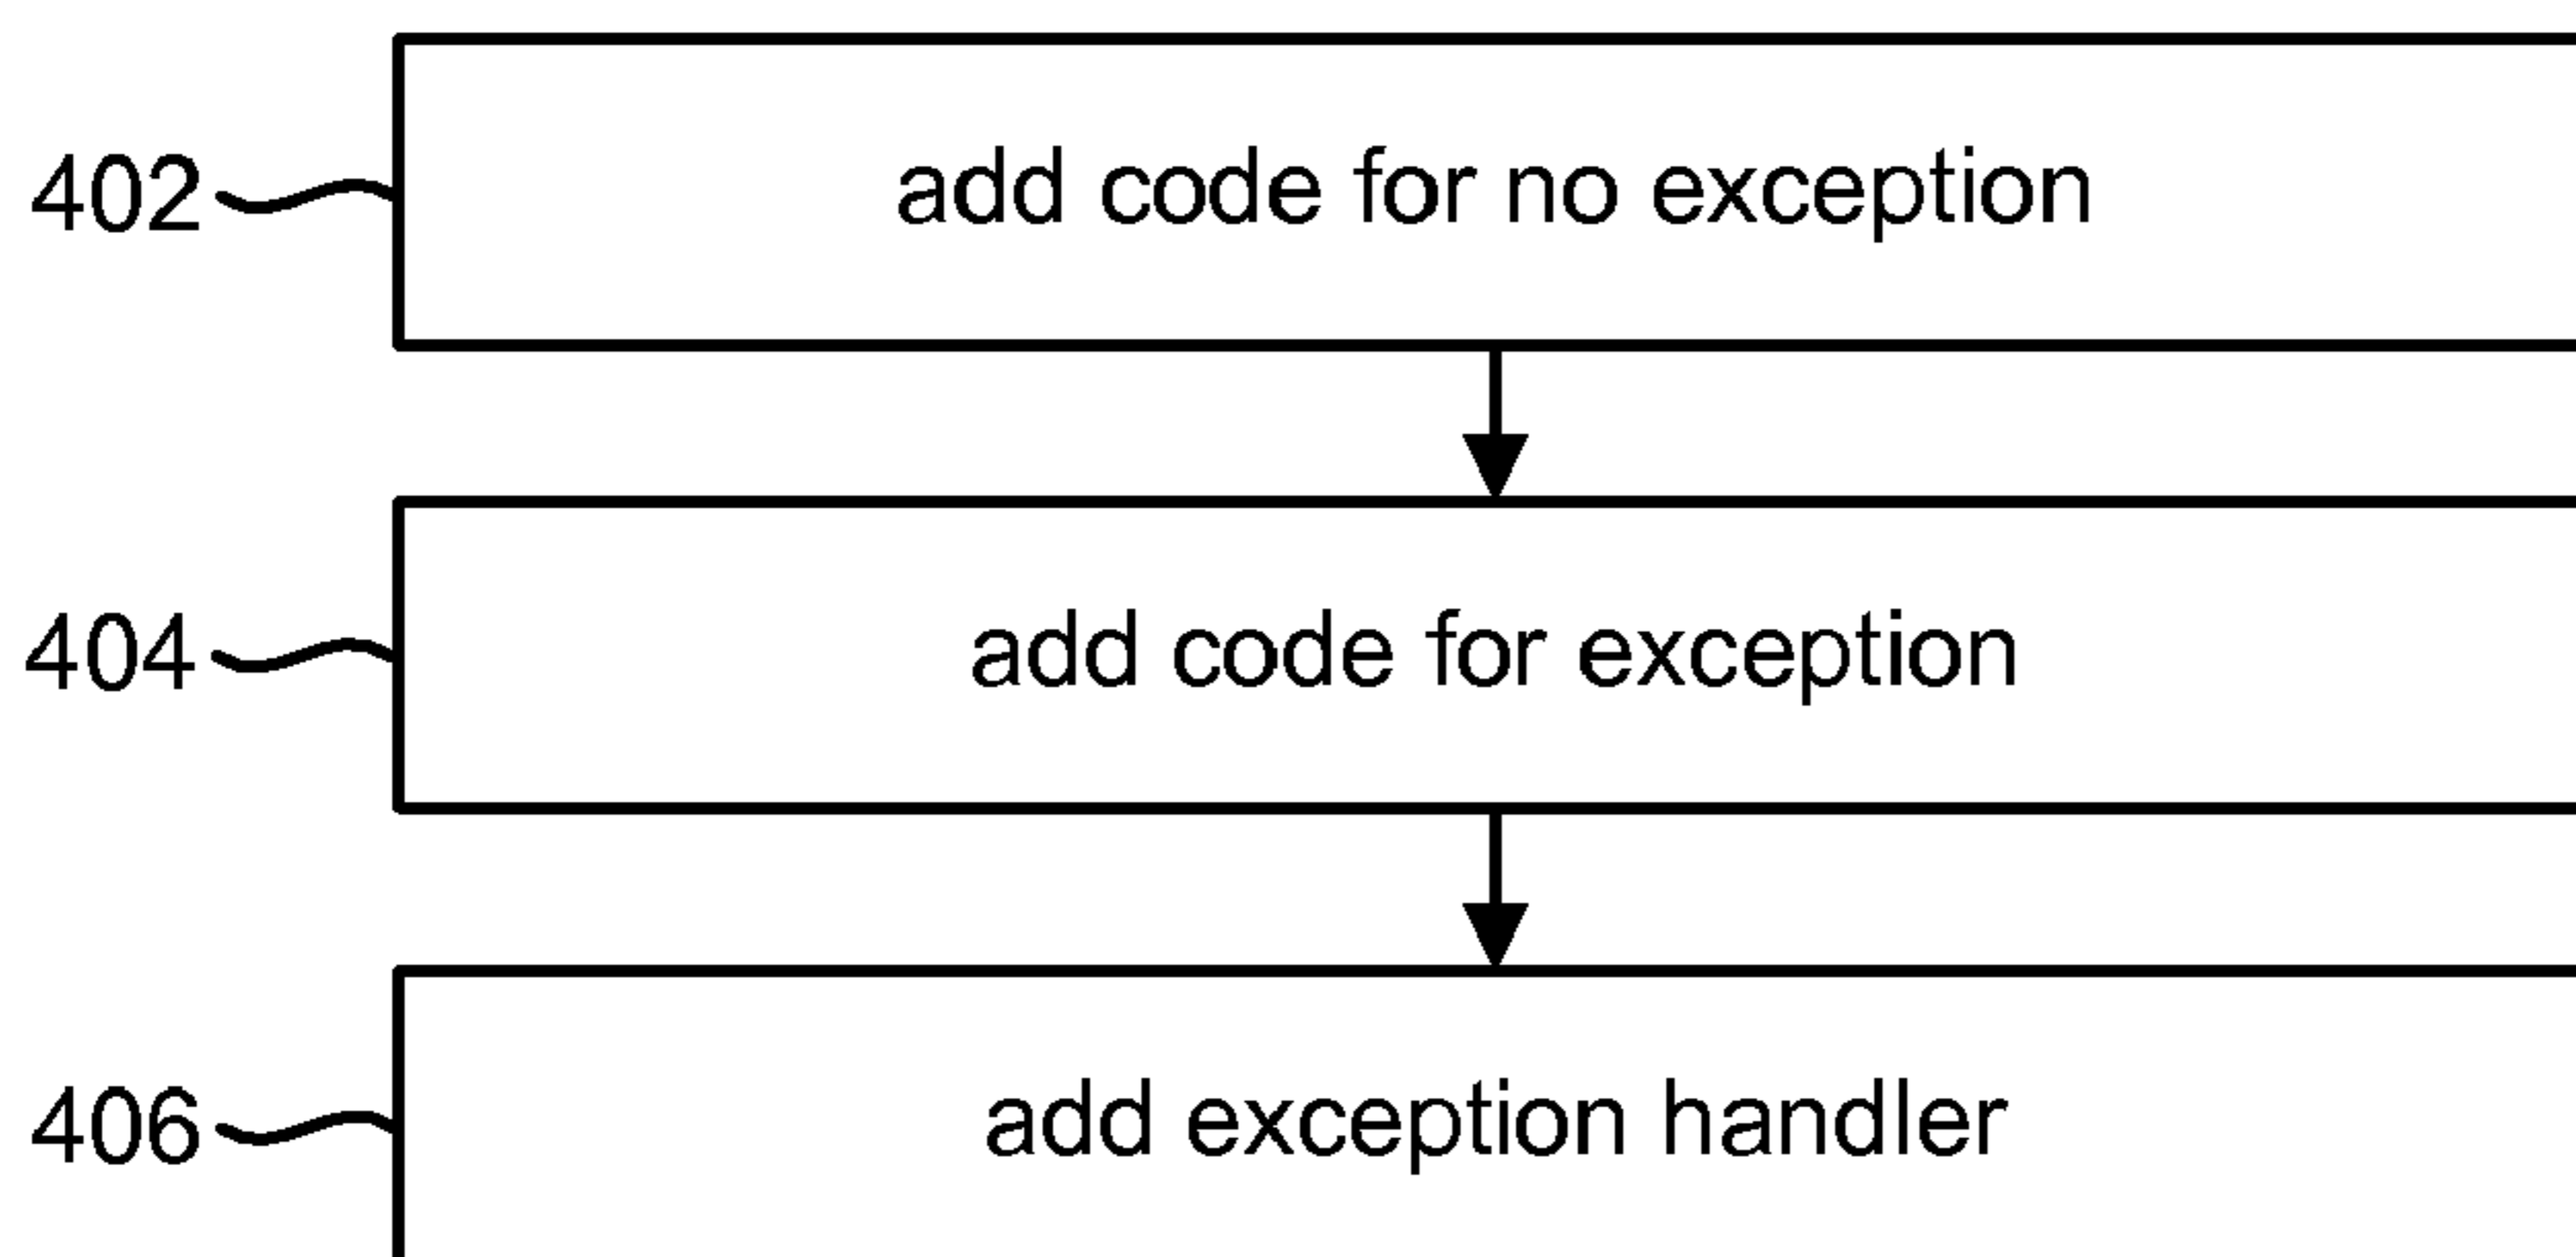 402 add code for no exception
404 add code for exception
406 add exception handler